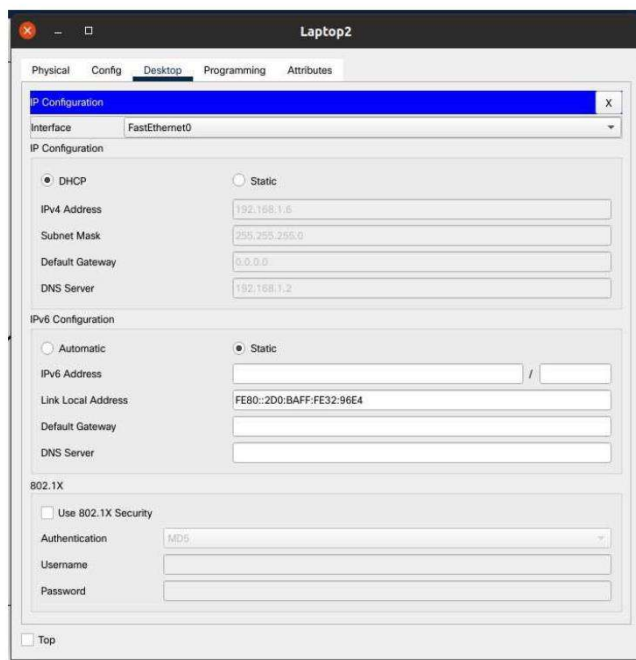 Laptop2
Physical Config Desktop Programming Attributes
IP Configuration X
Interface FastEthernet0
IP Configuration
DHCP Static
IPv4 Address 192.168.1.6
Subnet Mask 255.255.255.0
Default Gateway 0.0.0.0
DNS Server 192.168.1.2
IPv6 Configuration
Automatic Static
IPv6 Address /
Link Local Address FE80::2D0:BAFF:FE32:96E4
Default Gateway
DNS Server
802.1X
Use 802.1X Security
Authentication MD5
Username
Password
Top